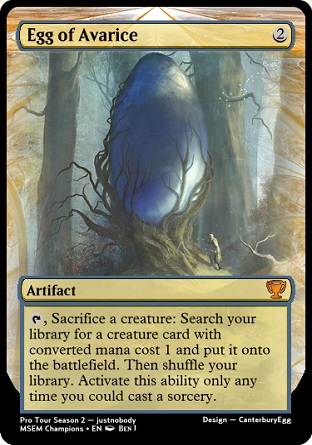 Egg of Avarice 2
Artifact
, Sacrifice a creature: Search your
library for a creature card with
converted mana cost 1 and put it onto
the battlefield. Then shuffle your
library. Activate this ability only any
time you could cast a sorcery.
Pro Tour Season 2 — justnobody Design — CanterburyEgg
MSEM Champions • EN Ben 1